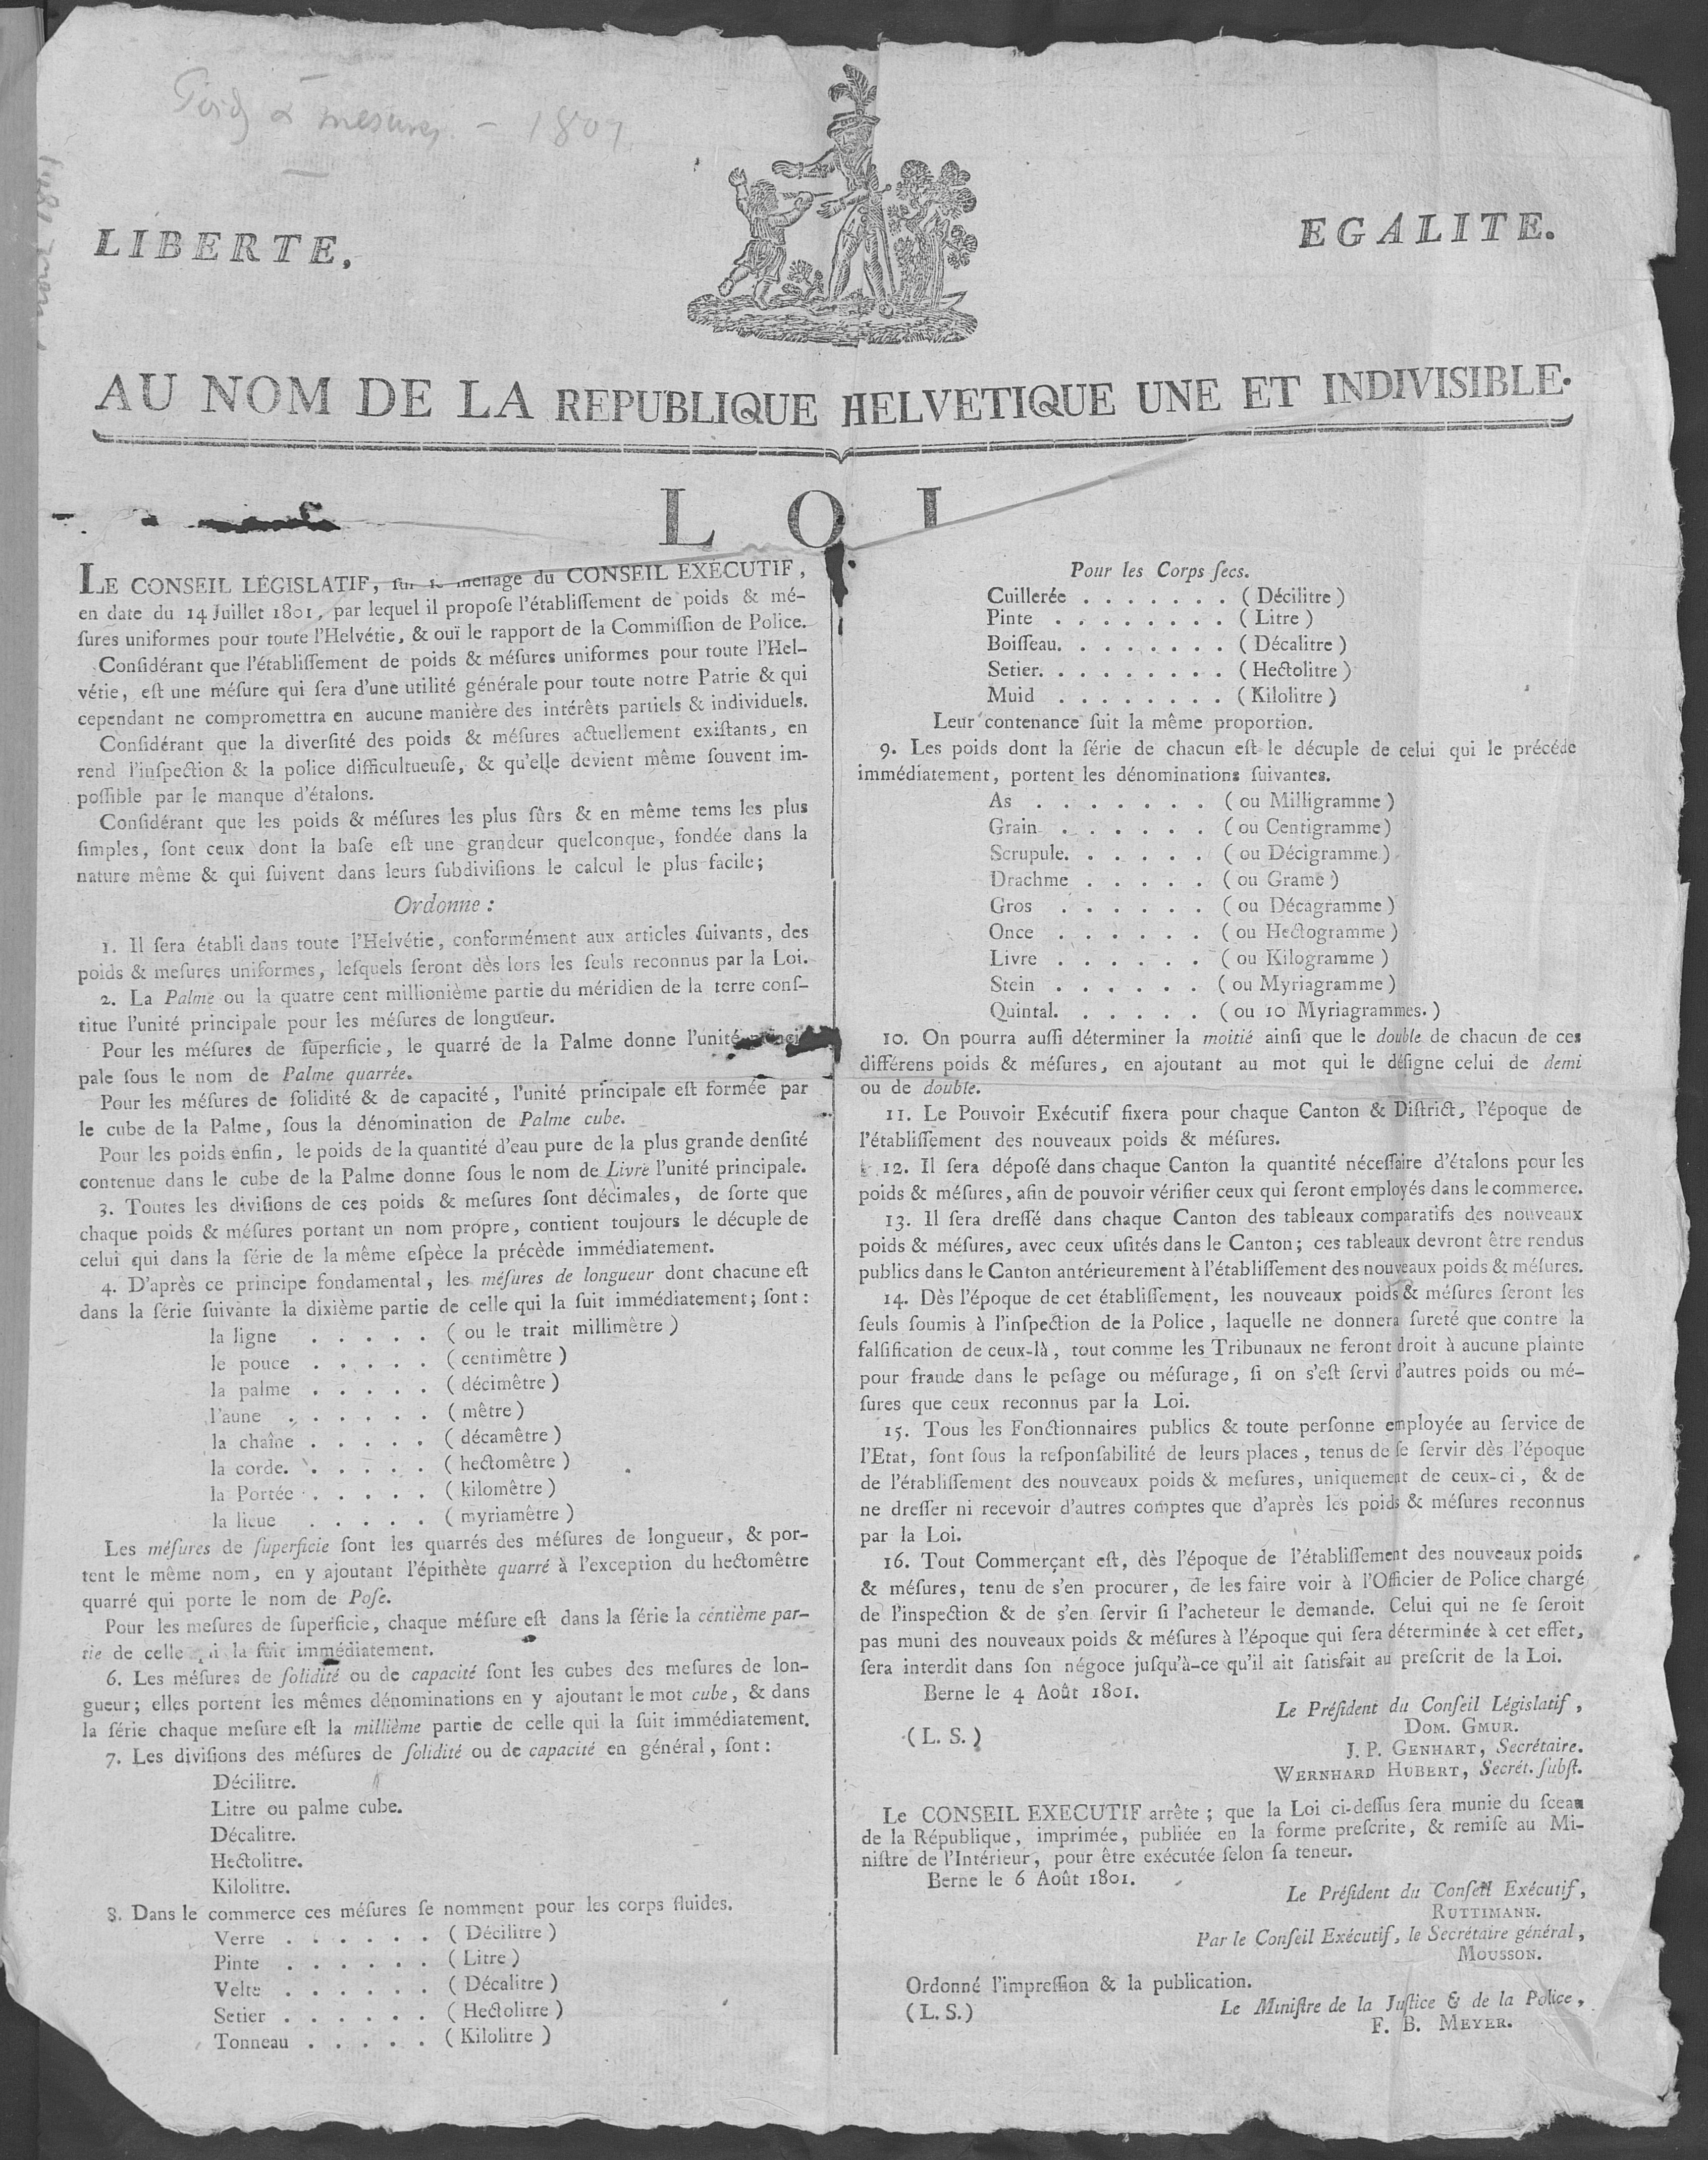 Poids & mesures. – 1801
LIBERTE,
EGALITE.
AU NOM DE LA REPUBLIQUE HELVETIQUE UNE ET INDIVISIBLE.
LOI
LE CONSEIL LÉGISLATIF, ſur le meſſage du CONSEIL EXÉCUTIF,
en date du 14 Juillet 1801, par lequel il propoſe l'établiſſement de poids & mé-
ſures uniformes pour toute l'Helvétie, & ouï le rapport de la Commiſſion de Police.
Conſidérant que l'établiſſement de poids & méſures uniformes pour toute l'Hel-
vétie, eſt une méſure qui ſera d'une utilité générale pour toute notre Patrie & qui
cependant ne compromettra en aucune manière des intérêts partiels & individuels.
Conſidérant que la diverſité des poids & méſures actuellement exiſtants, en
rend l'inſpection & la police difficultueuſe, & qu'elle devient même ſouvent im-
poſſible par le manque d'étalons.
Conſidérant que les poids & méſures les plus ſûrs & en même tems les plus
ſimples, ſont ceux dont la baſe eſt une grandeur quelconque, fondée dans la
nature même & qui ſuivent dans leurs ſubdiviſions le calcul le plus facile;
Ordonne :
1. Il ſera établi dans toute l'Helvétie, conformément aux articles ſuivants, des
poids & meſures uniformes, leſquels ſeront dès lors les ſeuls reconnus par la Loi.
2. La Palme ou la quatre cent millionième partie du méridien de la terre conſ-
titue l'unité principale pour les méſures de longueur.
Pour les méſures de ſuperficie, le quarré de la Palme donne l'unité princi-
pale ſous le nom de Palme quarrée.
Pour les méſures de ſolidité & de capacité, l'unité principale eſt formée par
le cube de la Palme, ſous la dénomination de Palme cube.
Pour les poids enfin, le poids de la quantité d'eau pure de la plus grande denſité
contenue dans le cube de la Palme donne ſous le nom de Livre l'unité principale.
3. Toutes les diviſions de ces poids & meſures ſont décimales, de ſorte que
chaque poids & méſures portant un nom propre, contient toujours le décuple de
celui qui dans la ſérie de la même eſpèce la précède immédiatement.
4. D'après ce principe fondamental, les méſures de longueur dont chacune eſt
dans la ſérie ſuivante la dixième partie de celle qui la ſuit immédiatement; ſont :
la ligne . . . . . ( ou le trait millimêtre )
le pouce . . . . . ( centimêtre )
la palme . . . . . ( décimêtre )
l'aune . . . . . . ( mêtre )
la chaîne . . . . . ( décamêtre )
la corde. . . . . . ( hectomêtre )
la Portée . . . . . ( kilomêtre )
la lieue . . . . . ( myriamêtre )
Les méſures de ſuperficie ſont les quarrés des méſures de longueur, & por-
tent le même nom, en y ajoutant l'épithète quarré à l'exception du hectomêtre
quarré qui porte le nom de Poſe.
Pour les meſures de ſuperficie, chaque méſure eſt dans la ſérie la centième par-
tie de celle qui la ſuit immédiatement.
6. Les méſures de ſolidité ou de capacité ſont les cubes des meſures de lon-
gueur; elles portent les mêmes dénominations en y ajoutant le mot cube, & dans
la ſérie chaque meſure eſt la millième partie de celle qui la ſuit immédiatement.
7. Les diviſions des méſures de ſolidité ou de capacité en général, ſont :
Décilitre.
Litre ou palme cube.
Décalitre.
Hectolitre.
Kilolitre.
8. Dans le commerce ces méſures ſe nomment pour les corps fluides.
Verre . . . . . . ( Décilitre )
Pinte . . . . . . ( Litre )
Velte . . . . . . ( Décalitre )
Setier . . . . . . ( Hectolitre )
Tonneau . . . . . ( Kilolitre )
Pour les Corps ſecs.
Cuillerée . . . . . . . ( Décilitre )
Pinte . . . . . . . . ( Litre )
Boiſſeau. . . . . . . . ( Décalitre )
Setier. . . . . . . . . ( Hectolitre )
Muid . . . . . . . . ( Kilolitre )
Leur contenance ſuit la même proportion.
9. Les poids dont la ſérie de chacun eſt le décuple de celui qui le précéde
immédiatement, portent les dénominations ſuivantes.
As . . . . . . . ( ou Milligramme )
Grain . . . . . . ( ou Centigramme )
Scrupule. . . . . . ( ou Décigramme )
Drachme . . . . . ( ou Grame )
Gros . . . . . . ( ou Décagramme )
Once . . . . . . ( ou Hectogramme )
Livre . . . . . . ( ou Kilogramme )
Stein . . . . . . ( ou Myriagramme )
Quintal. . . . . . ( ou 10 Myriagrammes. )
10. On pourra auſſi déterminer la moitié ainſi que le double de chacun de ces
différens poids & méſures, en ajoutant au mot qui le déſigne celui de demi
ou de double.
11. Le Pouvoir Exécutif fixera pour chaque Canton & Diſtrict, l'époque de
l'établiſſement des nouveaux poids & méſures.
12. Il ſera dépoſé dans chaque Canton la quantité néceſſaire d'étalons pour les
poids & méſures, afin de pouvoir vérifier ceux qui ſeront employés dans le commerce.
13. Il ſera dreſſé dans chaque Canton des tableaux comparatifs des nouveaux
poids & méſures, avec ceux uſités dans le Canton; ces tableaux devront être rendus
publics dans le Canton antérieurement à l'établiſſement des nouveaux poids & méſures.
14. Dès l'époque de cet établiſſement, les nouveaux poids & méſures ſeront les
ſeuls ſoumis à l'inſpection de la Police, laquelle ne donnera ſureté que contre la
falſification de ceux-là, tout comme les Tribunaux ne feront droit à aucune plainte
pour fraude dans le peſage ou méſurage, ſi on s'eſt ſervi d'autres poids ou mé-
ſures que ceux reconnus par la Loi.
15. Tous les Fonctionnaires publics & toute perſonne employée au ſervice de
l'Etat, ſont ſous la reſponſabilité de leurs places, tenus de ſe ſervir dès l'époque
de l'établiſſement des nouveaux poids & meſures, uniquement de ceux-ci, & de
ne dreſſer ni recevoir d'autres comptes que d'après les poids & méſures reconnus
par la Loi.
16. Tout Commerçant eſt, dès l'époque de l'établiſſement des nouveaux poids
& méſures, tenu de s'en procurer, de les faire voir à l'Officier de Police chargé
de l'inspection & de s'en ſervir ſi l'acheteur le demande. Celui qui ne ſe ſeroit
pas muni des nouveaux poids & méſures à l'époque qui ſera déterminée à cet effet,
ſera interdit dans ſon négoce juſqu'à-ce qu'il ait ſatisfait au preſcrit de la Loi.
Berne le 4 Août 1801.
Le Préſident du Conſeil Légiſlatif,
DOM. GMUR.
(L. S.)
J. P. GENHART, Secrétaire.
WERNHARD HUBERT, Secrét. ſubſt.
Le CONSEIL EXECUTIF arrête; que la Loi ci-deſſus ſera munie du ſceau
de la République, imprimée, publiée en la forme preſcrite, & remiſe au Mi-
niſtre de l'Intérieur, pour être exécutée ſelon ſa teneur.
Berne le 6 Août 1801.
Le Préſident du Conſeil Exécutif,
RUTTIMANN.
Par le Conſeil Exécutif, le Secrétaire général,
MOUSSON.
Ordonné l'impreſſion & la publication.
(L. S.)
Le Miniſtre de la Juſtice & de la Police,
F. B. MEYER.